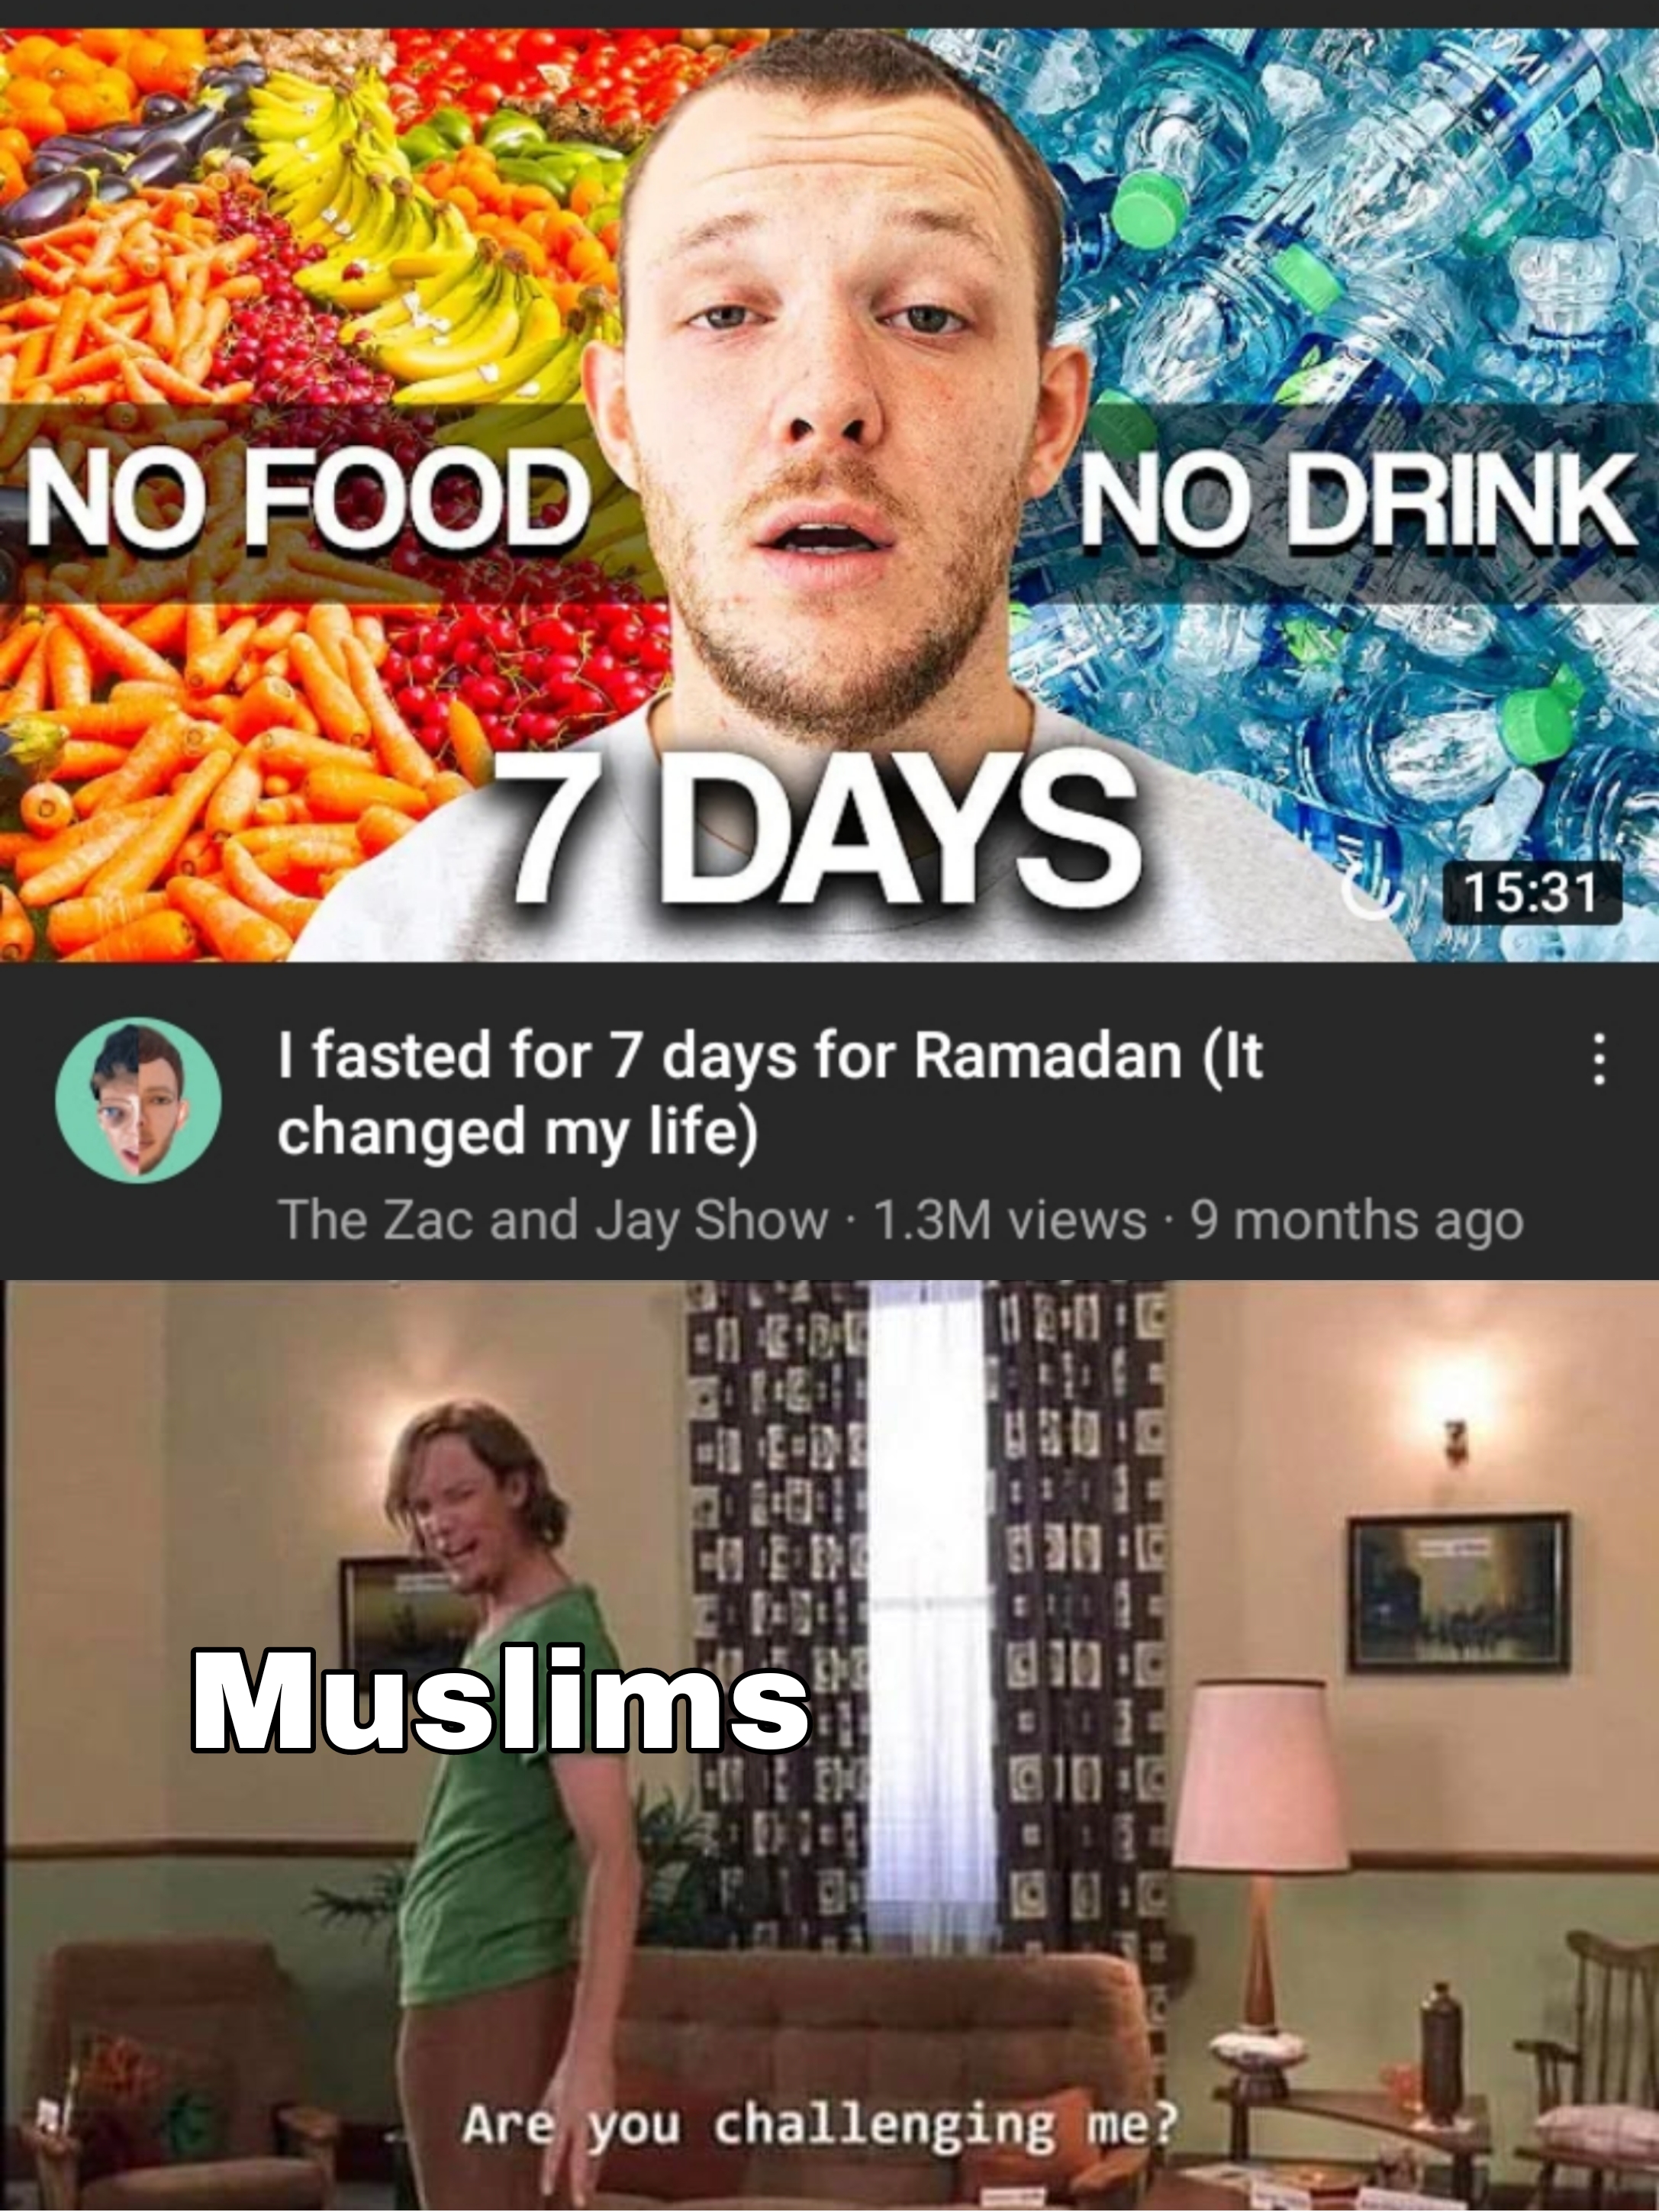 NO FOOD
NO DRINK
7 DAYS
15:31
I fasted for 7 days for Ramadan (It
changed my life)
The Zac and Jay Show · 1.3M views · 9 months ago
Muslims
Are you challenging me?